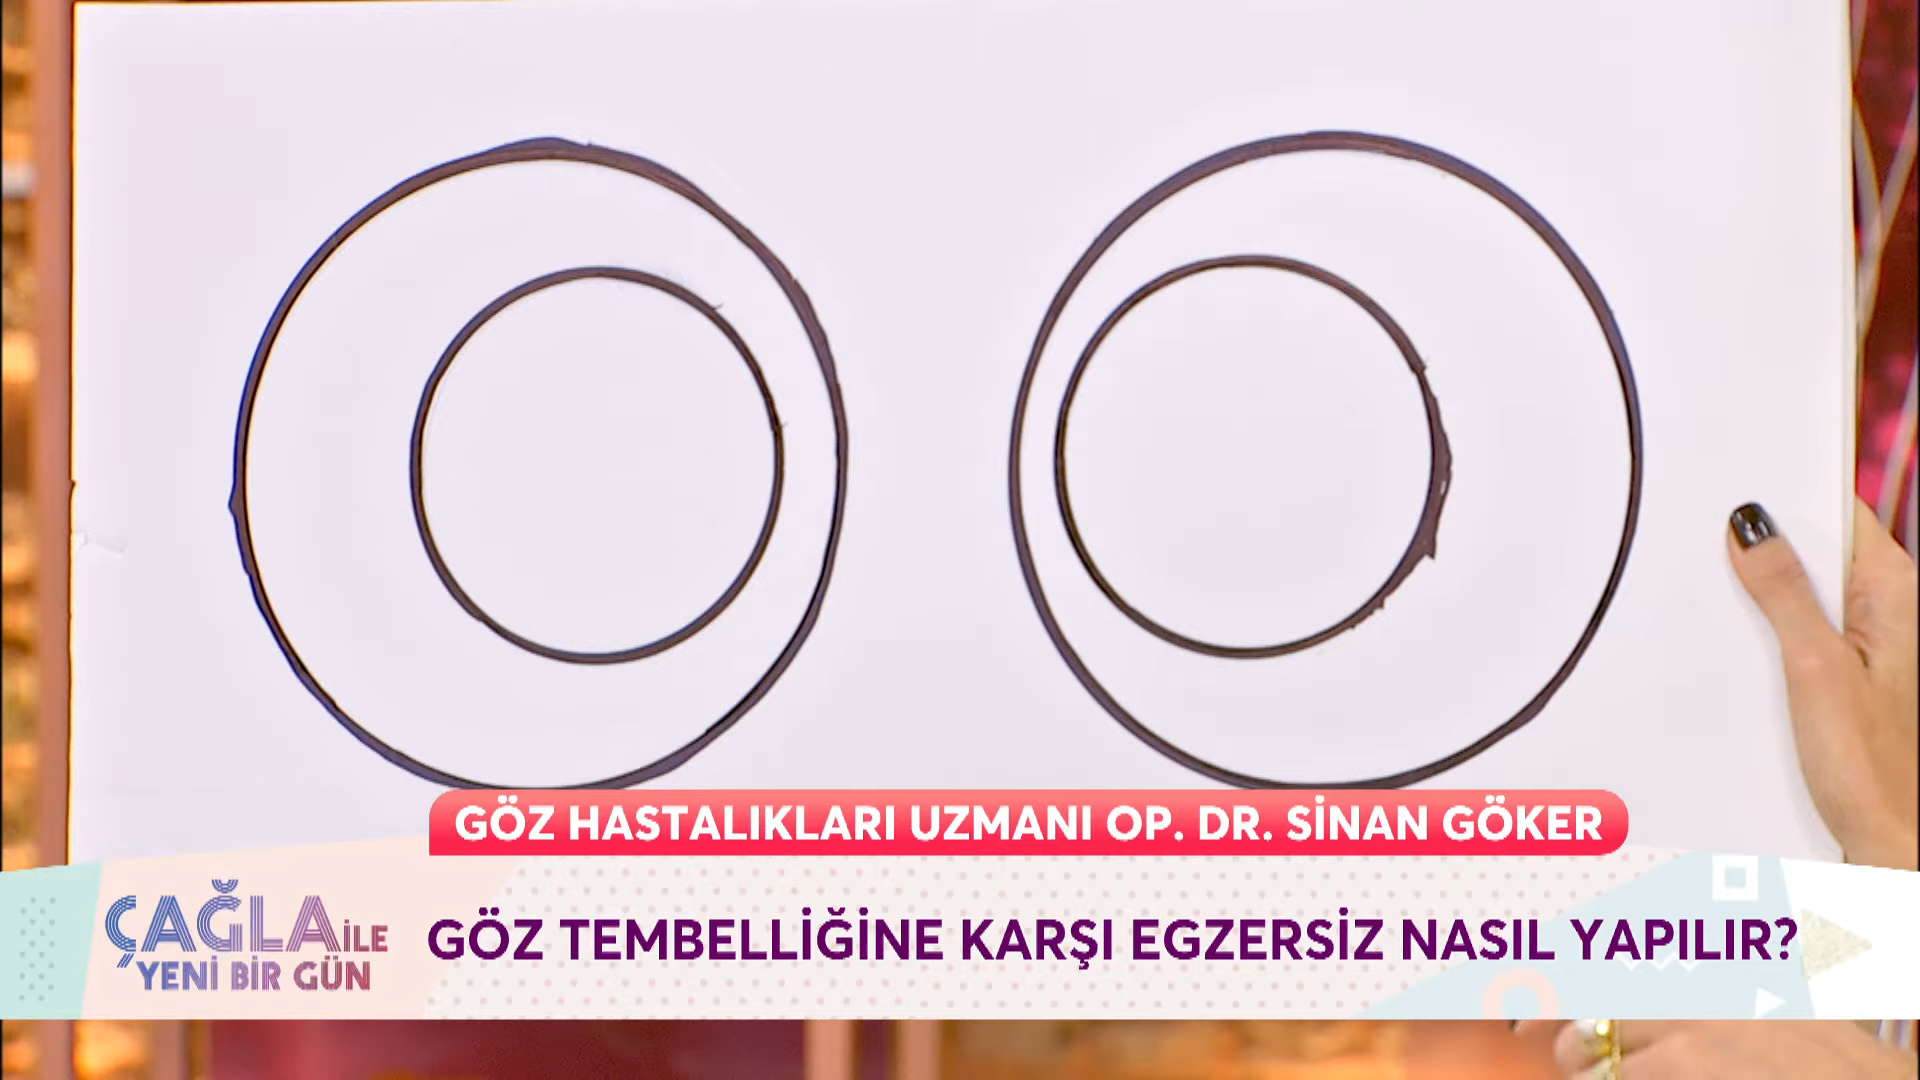 GÖZ HASTALIKLARI UZMANI OP. DR. SİNAN GÖKER
ÇAĞLA İLE
YENİ BİR GÜN
GÖZ TEMBELLİĞİNE KARŞI EGZERSİZ NASIL YAPILIR?